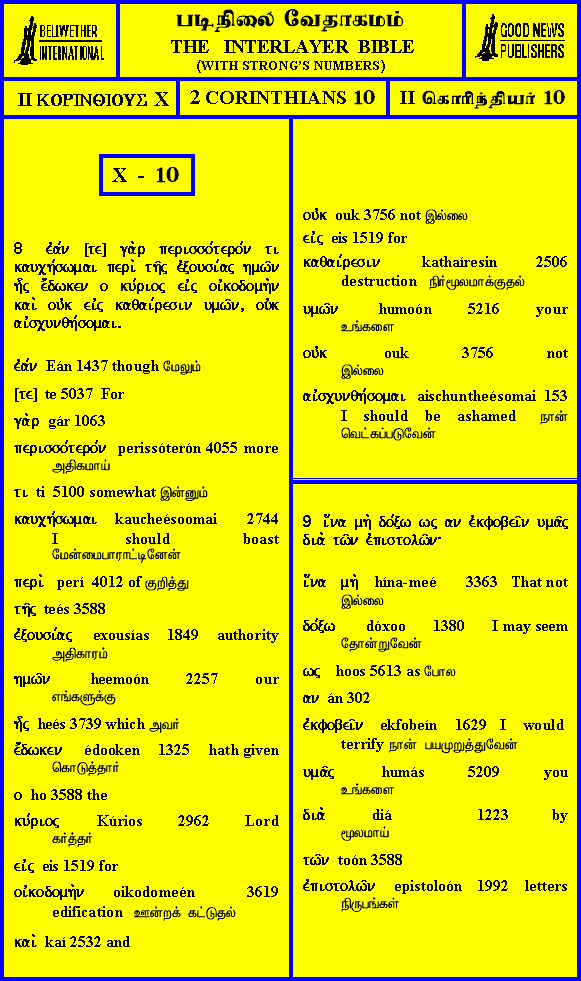 BELLWETHER
INTERNATIONAL
படிநிலை வேதாகமம்
THE INTERLAYER BIBLE
(WITH STRONG'S NUMBERS)
GOOD NEWS
PUBLISHERS
II ΚΟΡΙΝΘΙΟΥΣ X
2 CORINTHIANS 10
II கொரிந்தியர் 10
X - 10
8 ἐάν [τε] γὰρ περισσότερόν τι
καυχήσωμαι περὶ τῆς ἐξουσίας ημῶν
ἧς ἔδωκεν ο κύριος εἰς οἰκοδομὴν
καὶ οὐκ εἰς καθαίρεσιν υμῶν, οὐκ
αἰσχυνθήσομαι.
ἐάν Eán 1437 though மேலும்
[τε] te 5037 For
γὰρ gár 1063
περισσότερόν perissóterón 4055 more
அதிகமாய்
τι ti 5100 somewhat இன்னும்
καυχήσωμαι kaucheésoomai 2744
I should boast
மேன்மைபாராட்டினேன்
περὶ perí 4012 of குறித்து
τῆς teés 3588
ἐξουσίας exousías 1849 authority
அதிகாரம்
ημῶν heemoón 2257 our
எங்களுக்கு
ἧς heés 3739 which அவர்
ἔδωκεν édooken 1325 hath given
கொடுத்தார்
ο ho 3588 the
κύριος Kúrios 2962 Lord
கர்த்தர்
εἰς eis 1519 for
οἰκοδομὴν oikodomeén 3619
edification ஊன்றக் கட்டுதல்
καὶ kaí 2532 and
οὐκ ouk 3756 not இல்லை
εἰς eis 1519 for
καθαίρεσιν kathaíresin 2506
destruction நிர்மூலமாக்குதல்
υμῶν humoón 5216 your
உங்களை
οὐκ ouk 3756 not
இல்லை
αἰσχυνθήσομαι aischuntheésomai 153
I should be ashamed நான்
வெட்கப்படுவேன்
9 ἵνα μὴ δόξω ως αν ἐκφοβεῖν υμᾶς
διὰ τῶν ἐπιστολῶν·
ἵνα μὴ hína-meé 3363 That not
இல்லை
δόξω dóxoo 1380 I may seem
தோன்றுவேன்
ως hoos 5613 as போல
αν án 302
ἐκφοβεῖν ekfobeín 1629 I would
terrify நான் பயமுறுத்துவேன்
υμᾶς humás 5209 you
உங்களை
διὰ diá 1223 by
மூலமாய்
τῶν toón 3588
ἐπιστολῶν epistoloón 1992 letters
நிருபங்கள்